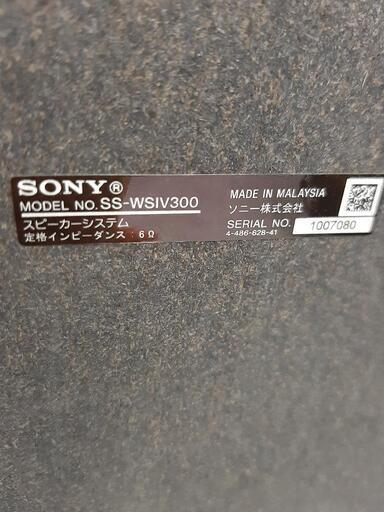 SONY®
MODEL NO. SS-WSIV300
スピーカーシステム
定格インピーダンス：6Ω
MADE IN MALAYSIA
ソニー株式会社
SERIAL NO. 1007080
4-486-628-41